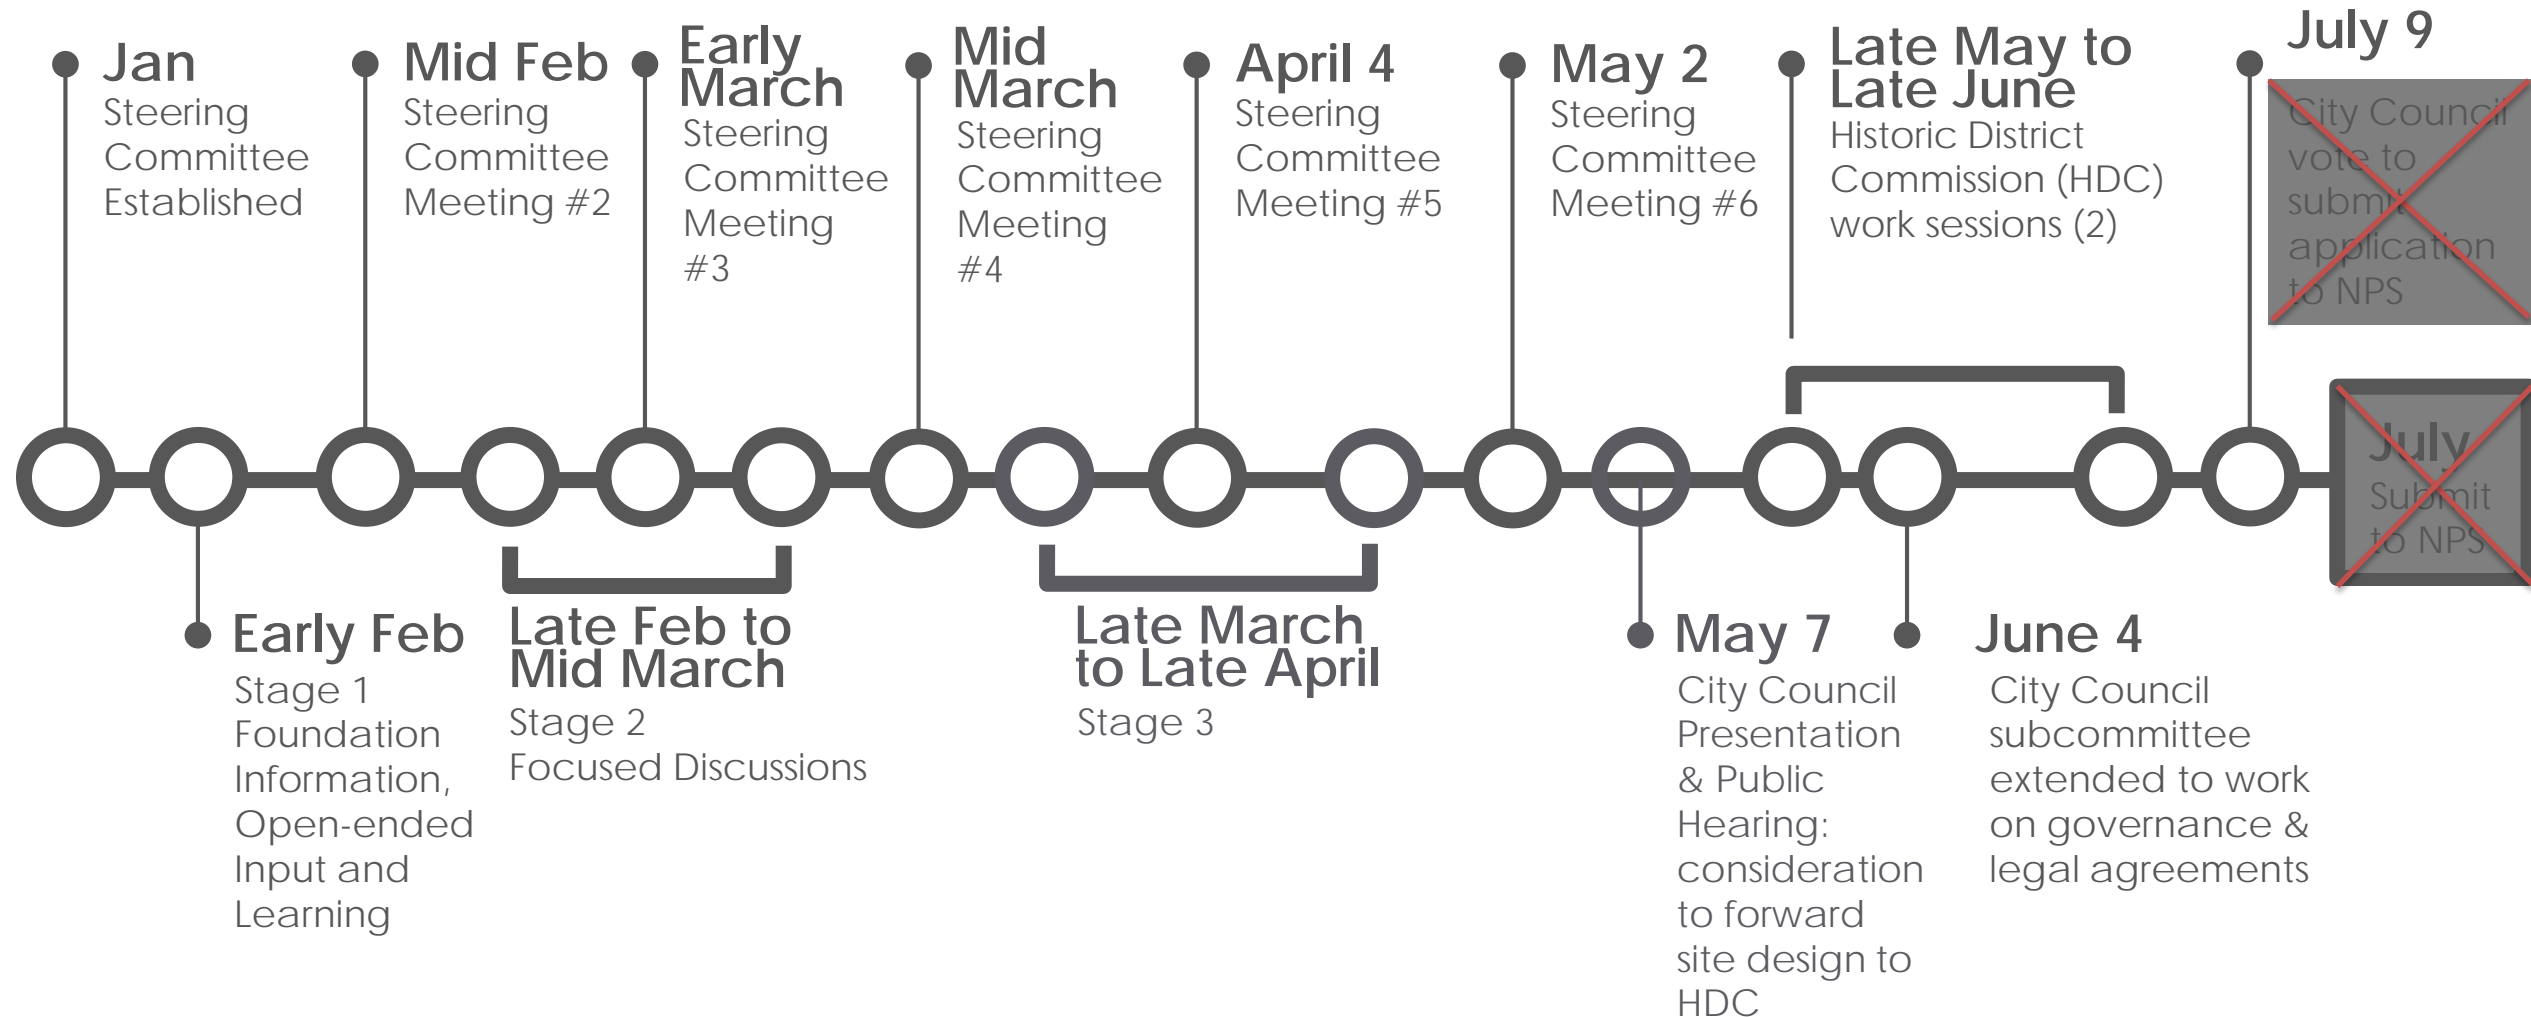 Jan
Steering
Committee
Established
Mid Feb
Steering
Committee
Meeting #2
Early
March
Steering
Committee
Meeting
#3
Mid
March
Steering
Committee
Meeting
#4
April 4
Steering
Committee
Meeting #5
May 2
Steering
Committee
Meeting #6
Late May to
Late June
Historic District
Commission (HDC)
work sessions (2)
July 9
City Council
vote to
submit
application
to NPS
July
Submit
to NPS
Early Feb
Stage 1
Foundation
Information,
Open-ended
Input and
Learning
Late Feb to
Mid March
Stage 2
Focused Discussions
Late March
to Late April
Stage 3
May 7
City Council
Presentation
& Public
Hearing:
consideration
to forward
site design to
HDC
June 4
City Council
subcommittee
extended to work
on governance &
legal agreements